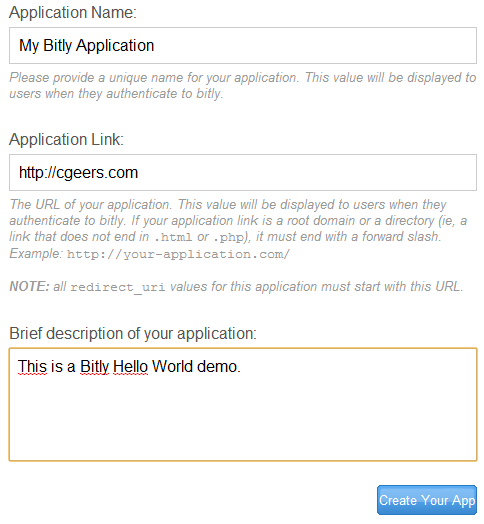 Application Name:
My Bitly Application
Please provide a unique name for your application. This value will be displayed to
users when they authenticate to bitly.
Application Link:
http://cgeers.com
The URL of your application. This value will be displayed to users when they
authenticate to bitly. If your application link is a root domain or a directory (ie, a
link that does not end in .html or .php), it must end with a forward slash.
Example: http://your-application.com/
NOTE: all redirect_uri values for this application must start with this URL.
Brief description of your application:
This is a Bitly Hello World demo.
Create Your App